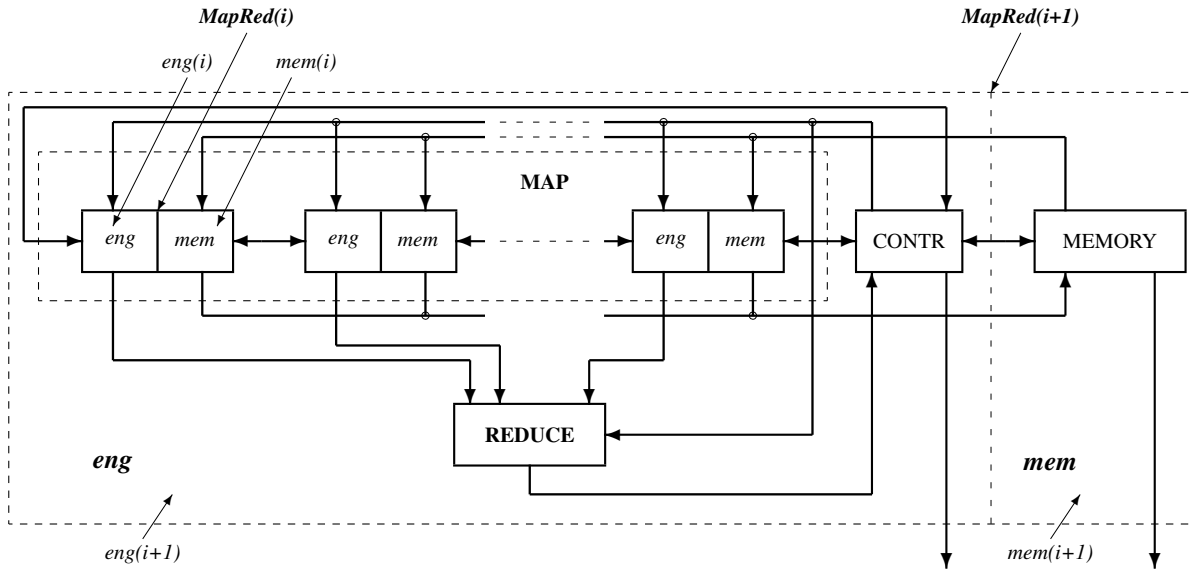 MapRed(i)
MapRed(i+1)
eng(i)
mem(i)
MAP
eng mem eng mem eng mem CONTR MEMORY
REDUCE
eng mem
eng(i+1) mem(i+1)